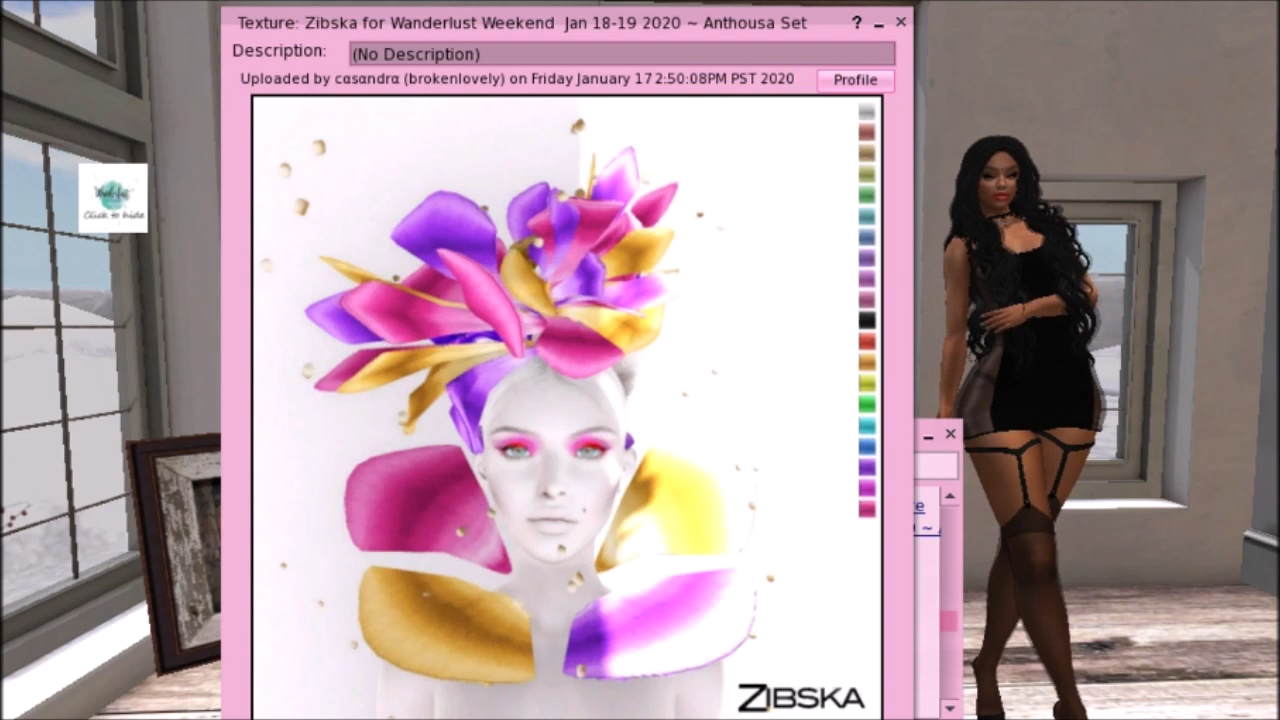 Texture: Zibska for Wanderlust Weekend  Jan 18-19 2020 ~ Anthousa Set
? _ ×
Description:
(No Description)
Uploaded by cαsαndrα (brokenlovely) on Friday January 17 2:50:08PM PST 2020
Profile
Click to hide
ZIBSKA